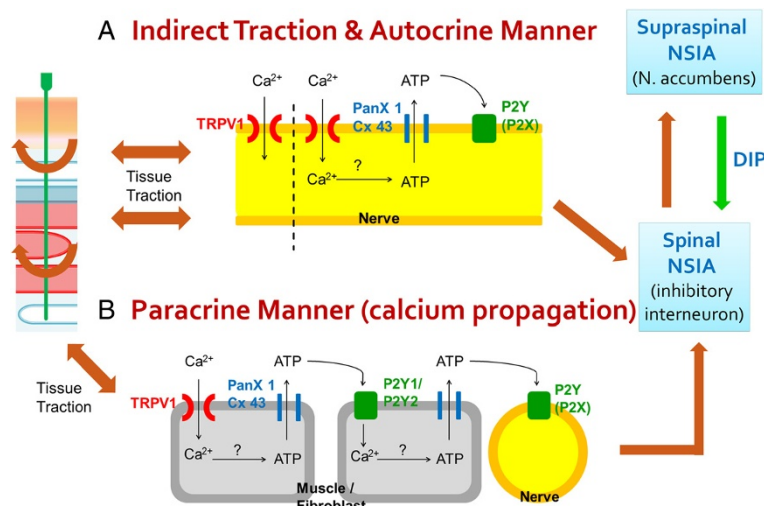 A Indirect Traction & Autocrine Manner
Supraspinal
NSIA
(N. accumbens)
Ca²⁺ Ca²⁺ ATP
TRPV1
PanX 1
Cx 43
P2Y
(P2X)
Tissue
Traction
?
Ca²⁺ ATP
Nerve
DIP
Spinal
NSIA
(inhibitory
interneuron)
B Paracrine Manner (calcium propagation)
Tissue
Traction
Ca²⁺ ATP ATP
TRPV1
PanX 1
Cx 43
P2Y1/
P2Y2
P2Y
(P2X)
? ?
Ca²⁺ ATP Ca²⁺ ATP
Muscle /
Fibroblast
Nerve